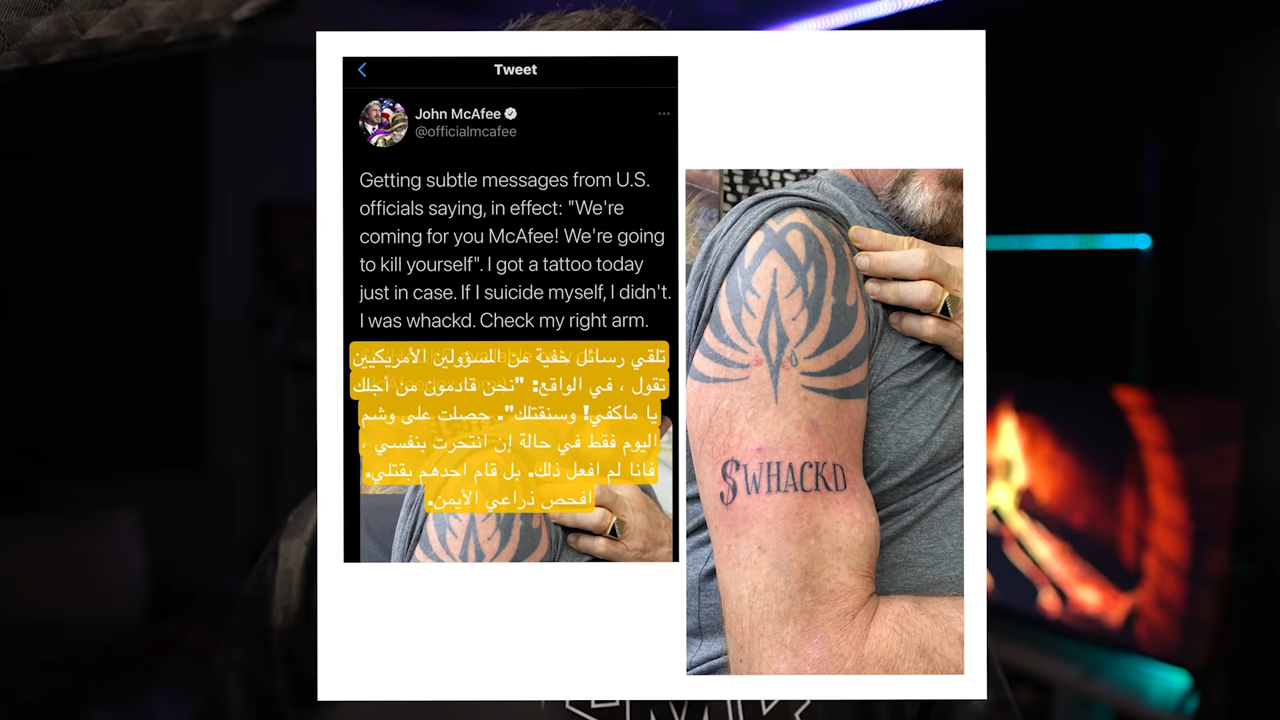 Tweet
John McAfee
@officialmcafee
Getting subtle messages from U.S.
officials saying, in effect: "We're
coming for you McAfee! We're going
to kill yourself". I got a tattoo today
just in case. If I suicide myself, I didn't.
I was whackd. Check my right arm.
تلقي رسائل خفية من المسؤولين الأمريكيين
تقول ، في الواقع: "نحن قادمون من أجلك
يا ماكفي! وسنقتلك". حصلت على وشم
اليوم فقط في حالة إن انتحرت بنفسي ،
فانا لم افعل ذلك. بل قام احدهم بقتلي.
افحص ذراعي الأيمن.
$WHACKD